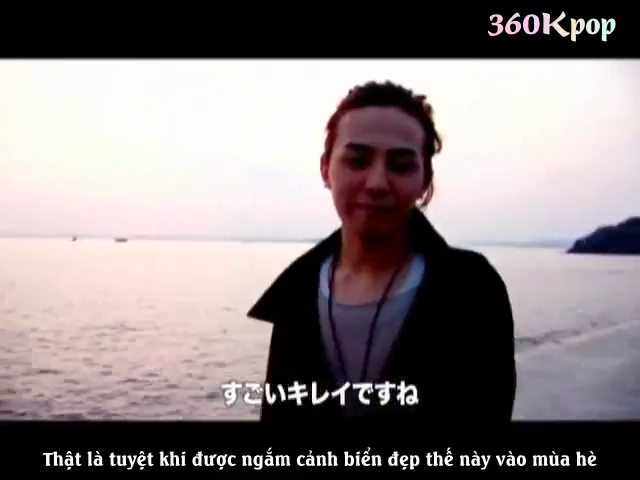 360Kpop
すごいキレイですね
Thật là tuyệt khi được ngắm cảnh biển đẹp thế này vào mùa hè